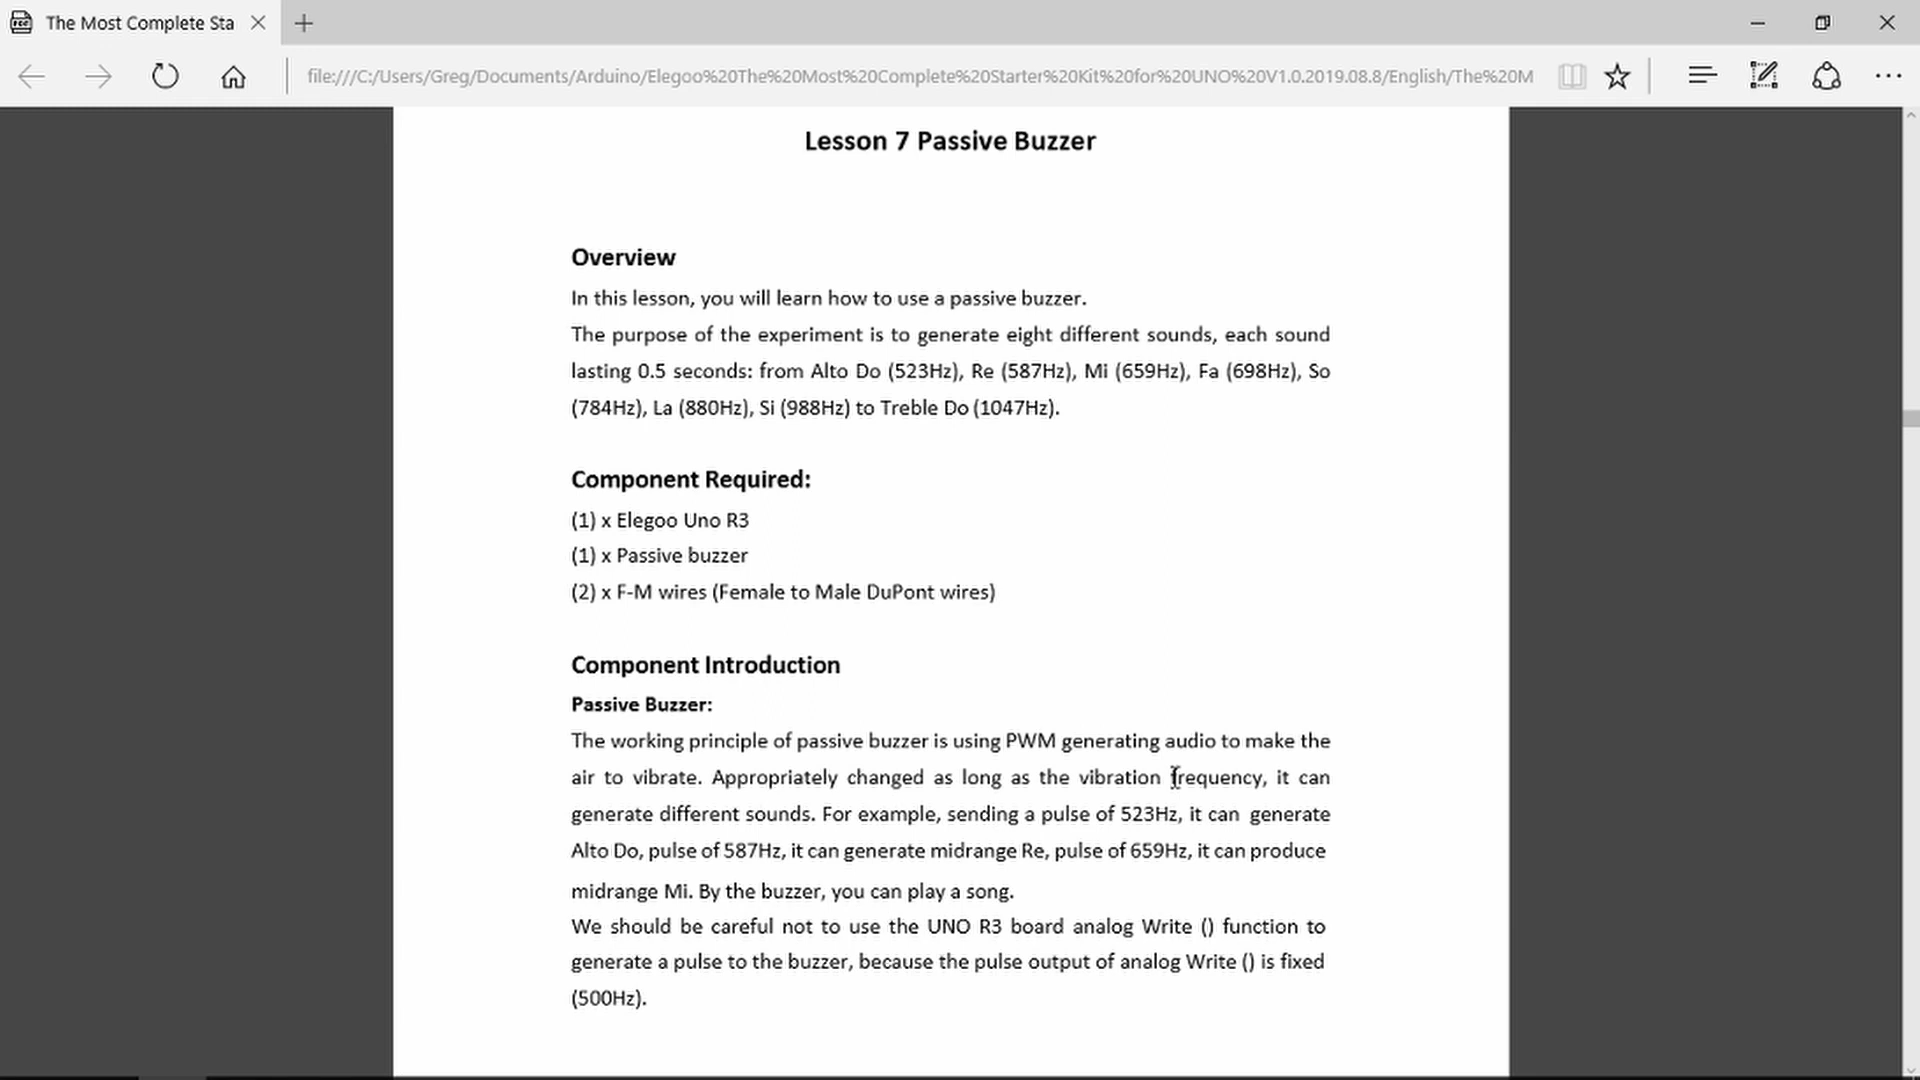 The Most Complete Sta
file:///C:/Users/Greg/Documents/Arduino/Elegoo%20The%20Most%20Complete%20Starter%20Kit%20for%20UNO%20V1.0.2019.08.8/English/The%20M
Lesson 7 Passive Buzzer
Overview
In this lesson, you will learn how to use a passive buzzer.
The purpose of the experiment is to generate eight different sounds, each sound
lasting 0.5 seconds: from Alto Do (523Hz), Re (587Hz), Mi (659Hz), Fa (698Hz), So
(784Hz), La (880Hz), Si (988Hz) to Treble Do (1047Hz).
Component Required:
(1) x Elegoo Uno R3
(1) x Passive buzzer
(2) x F-M wires (Female to Male DuPont wires)
Component Introduction
Passive Buzzer:
The working principle of passive buzzer is using PWM generating audio to make the
air to vibrate. Appropriately changed as long as the vibration frequency, it can
generate different sounds. For example, sending a pulse of 523Hz, it can generate
Alto Do, pulse of 587Hz, it can generate midrange Re, pulse of 659Hz, it can produce
midrange Mi. By the buzzer, you can play a song.
We should be careful not to use the UNO R3 board analog Write () function to
generate a pulse to the buzzer, because the pulse output of analog Write () is fixed
(500Hz).